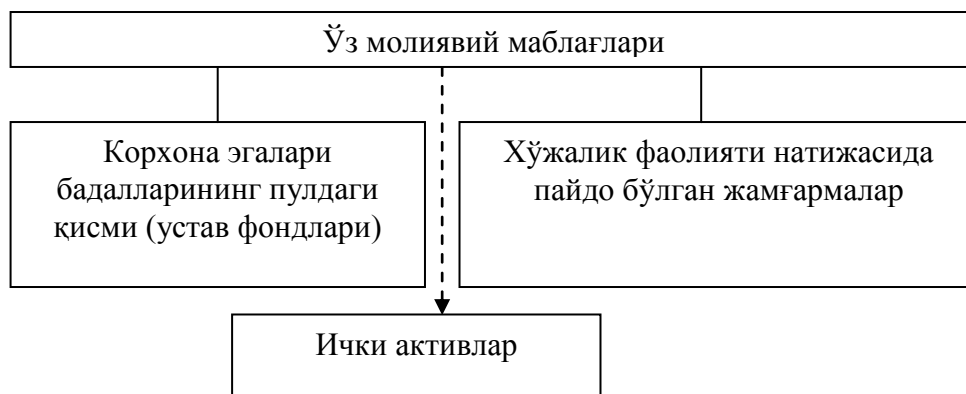 Ўз молиявий маблағлари
Корхона эгалари
бадалларининг пулдаги
қисми (устав фондлари)
Хўжалик фаолияти натижасида
пайдо бўлган жамғармалар
Ички активлар